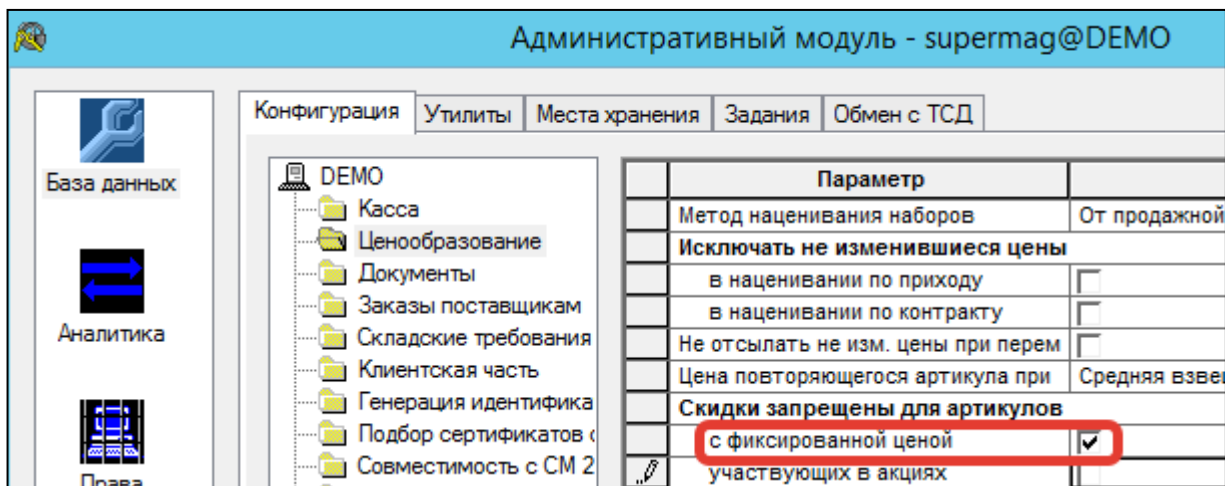 Административный модуль - supermag@DEMO
База данных
Аналитика
Права
Конфигурация Утилиты Места хранения Задания Обмен с ТСД
DEMO
Касса
Ценообразование
Документы
Заказы поставщикам
Складские требования
Клиентская часть
Генерация идентифика
Подбор сертификатов
Совместимость с СМ 2
Параметр
Метод наценивания наборов От продажной
Исключать не изменившиеся цены
в наценивании по приходу
в наценивании по контракту
Не отсылать не изм. цены при перем
Цена повторяющегося артикула при Средняя взве
Скидки запрещены для артикулов
с фиксированной ценой
участвующих в акциях